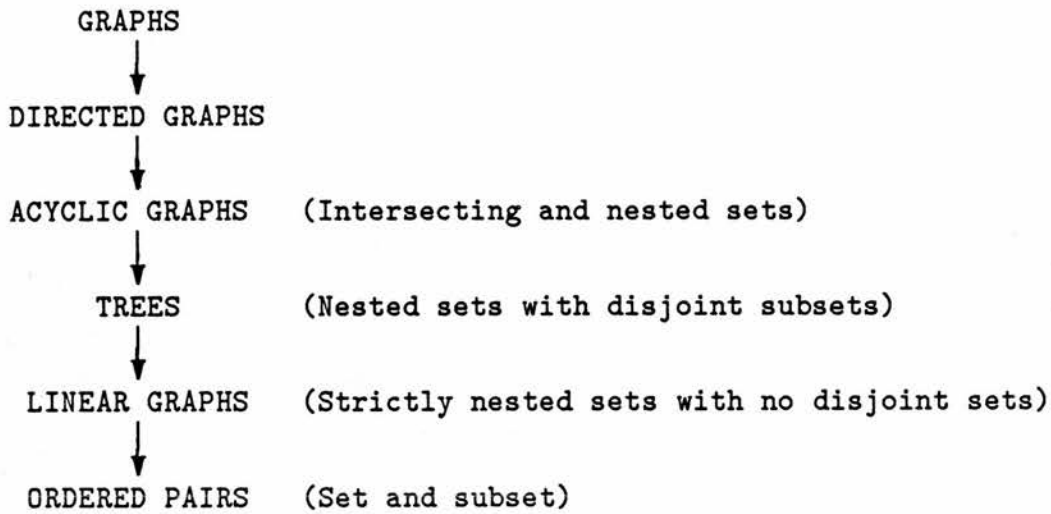 GRAPHS
DIRECTED GRAPHS
ACYCLIC GRAPHS (Intersecting and nested sets)
TREES (Nested sets with disjoint subsets)
LINEAR GRAPHS (Strictly nested sets with no disjoint sets)
ORDERED PAIRS (Set and subset)